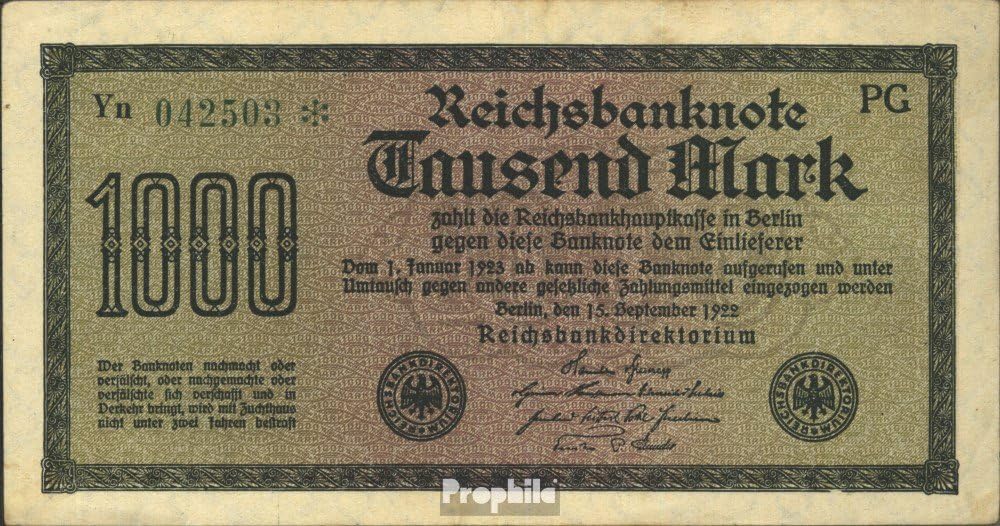 Yn 042503 *
PG
Reichsbanknote
Tausend Mark
1000
zahlt die Reichsbankhauptkasse in Berlin
gegen diese Banknote dem Einlieferer
Vom 1. Januar 1923 ab kann diese Banknote aufgerufen und unter
Umtausch gegen andere gesetzliche Zahlungsmittel eingezogen werden
Berlin, den 15. September 1922
Reichsbankdirektorium
Wer Banknoten nachmacht oder
verfälscht, oder nachgemachte oder
verfälschte sich verschafft und in
Verkehr bringt, wird mit Zuchthaus
nicht unter zwei Jahren bestraft
REICHSBANKDIREKTORIUM
REICHSBANKDIREKTORIUM
Prophila